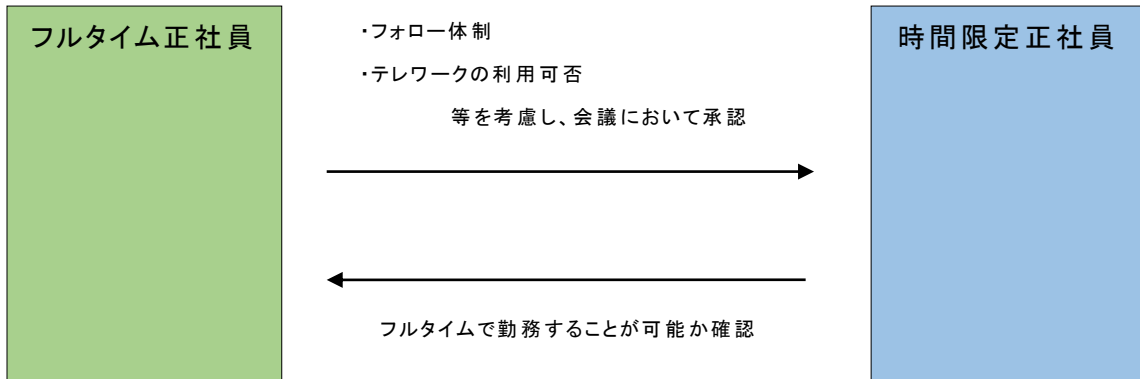 フルタイム正社員
・フォロー体制
・テレワークの利用可否
等を考慮し、会議において承認
時間限定正社員
フルタイムで勤務することが可能か確認